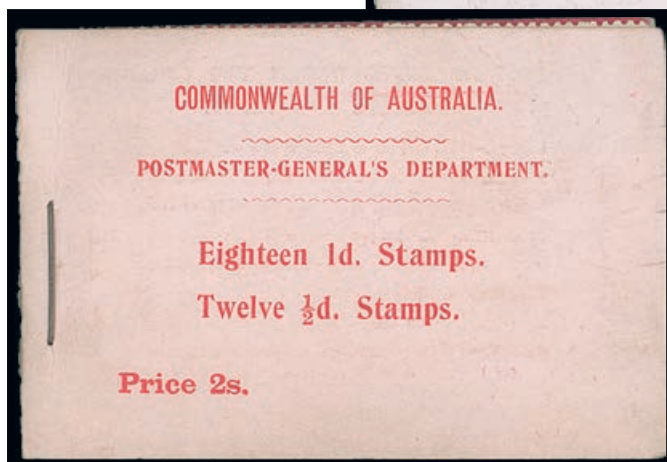 COMMONWEALTH OF AUSTRALIA.
POSTMASTER-GENERAL'S DEPARTMENT.
Eighteen 1d. Stamps.
Twelve ½d. Stamps.
Price 2s.